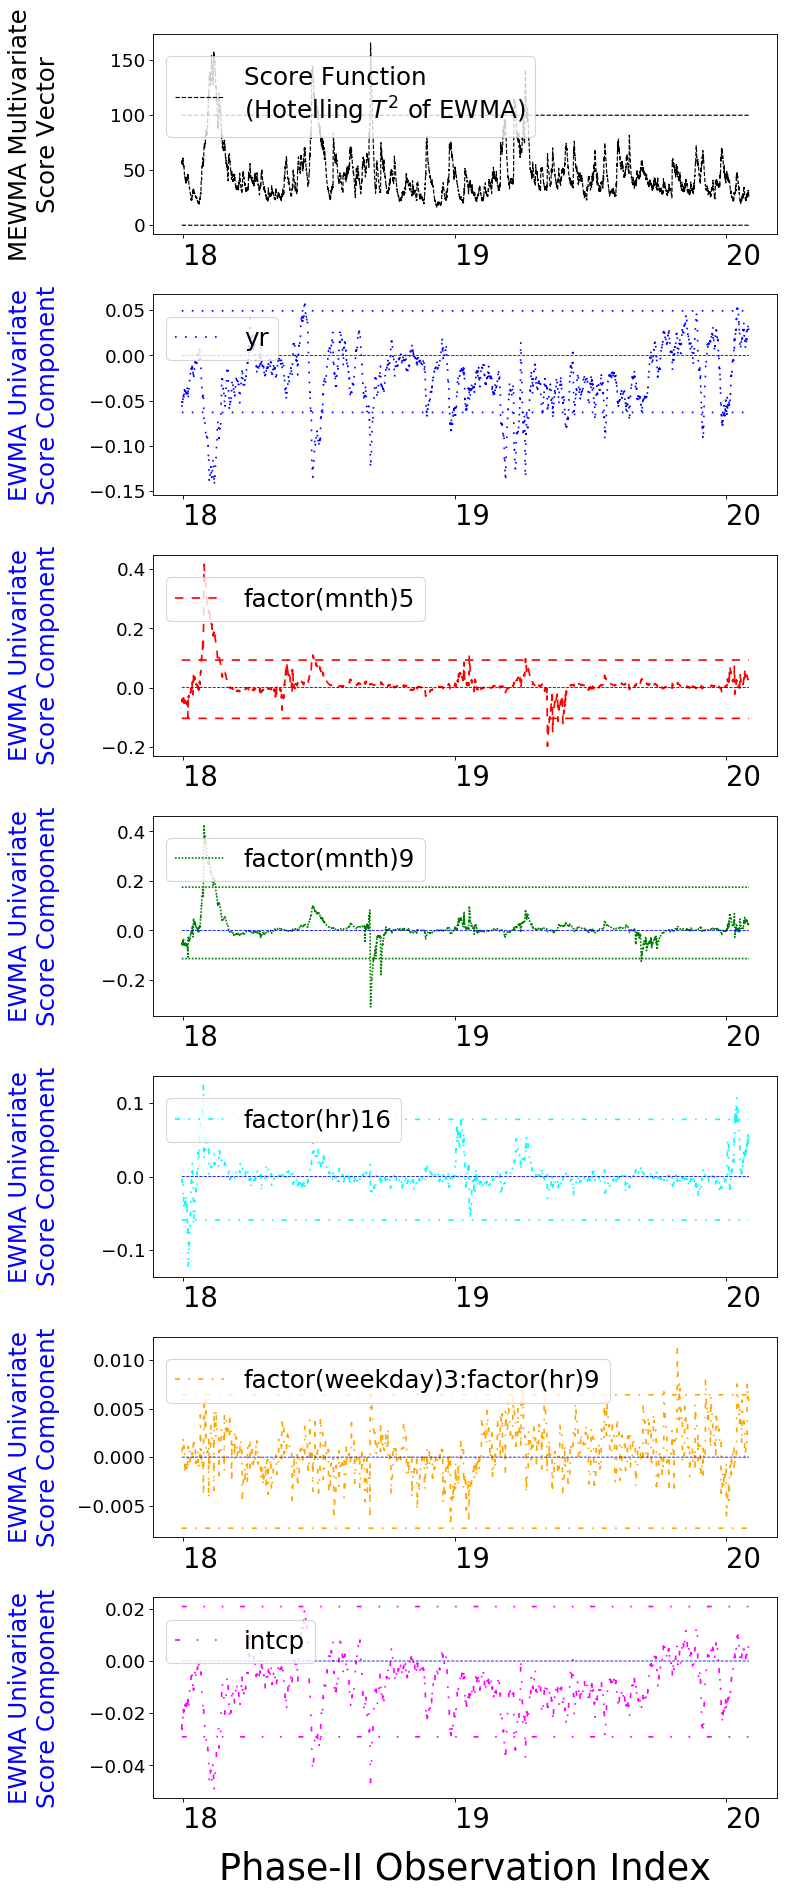 MEWMA Multivariate
Score Vector
150
100
50
0
Score Function
(Hotelling T² of EWMA)
18 19 20
EWMA Univariate
Score Component
0.05
0.00
−0.05
−0.10
−0.15
yr
18 19 20
EWMA Univariate
Score Component
0.4
0.2
0.0
−0.2
factor(mnth)5
18 19 20
EWMA Univariate
Score Component
0.4
0.2
0.0
−0.2
factor(mnth)9
18 19 20
EWMA Univariate
Score Component
0.1
0.0
−0.1
factor(hr)16
18 19 20
EWMA Univariate
Score Component
0.010
0.005
0.000
−0.005
factor(weekday)3:factor(hr)9
18 19 20
EWMA Univariate
Score Component
0.02
0.00
−0.02
−0.04
intcp
18 19 20
Phase-II Observation Index